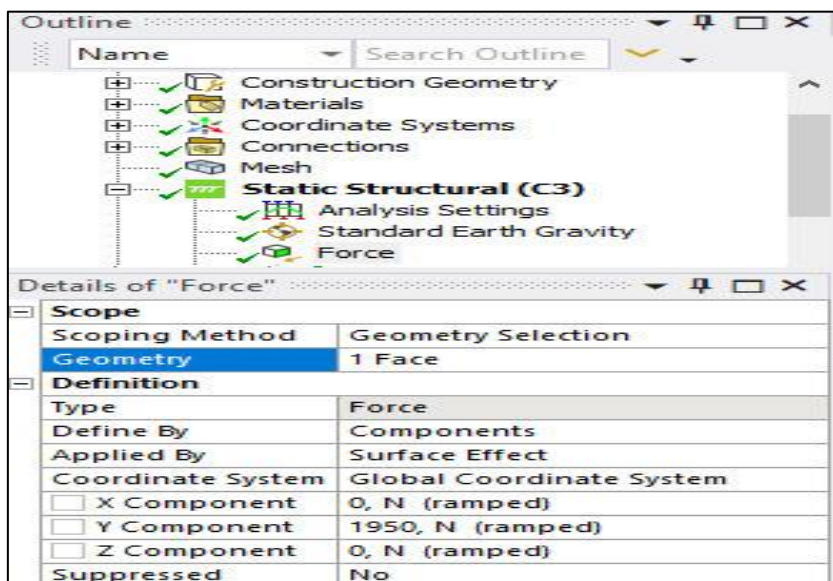 Outline
Name Search Outline
Construction Geometry
Materials
Coordinate Systems
Connections
Mesh
Static Structural (C3)
Analysis Settings
Standard Earth Gravity
Force
Details of "Force"
Scope
Scoping Method Geometry Selection
Geometry 1 Face
Definition
Type Force
Define By Components
Applied By Surface Effect
Coordinate System Global Coordinate System
X Component 0, N (ramped)
Y Component 1950, N (ramped)
Z Component 0, N (ramped)
Suppressed No